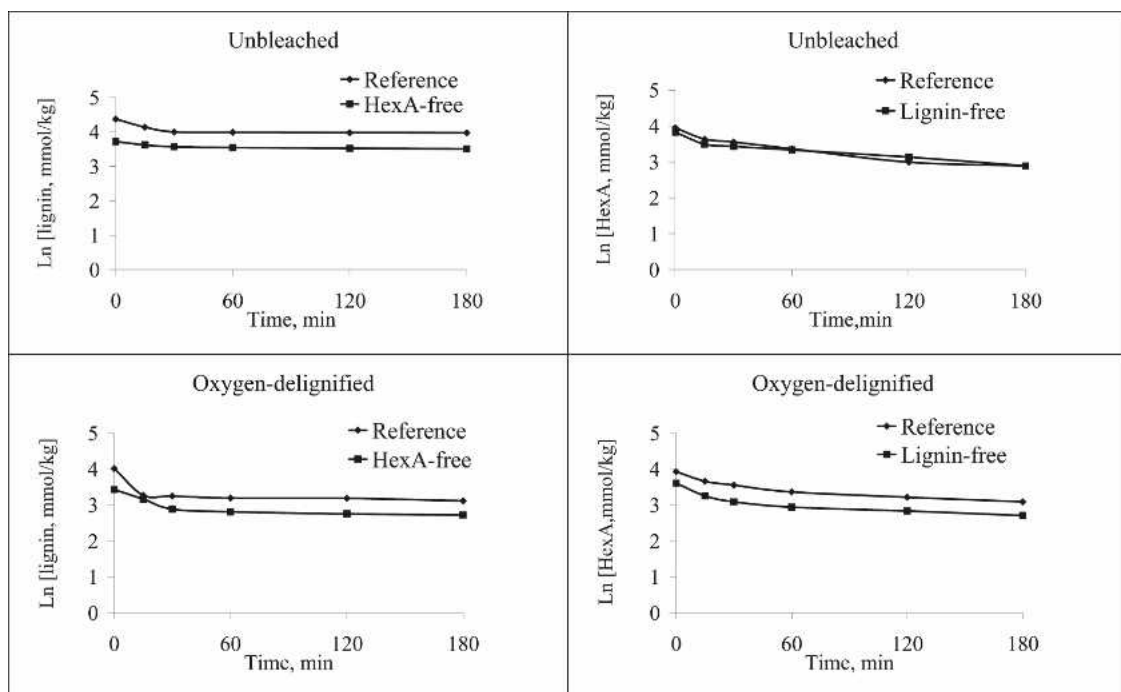 Unbleached
Reference
HexA-free
Ln [lignin, mmol/kg]
5
4
3
2
1
0
0 60 120 180
Time, min
Unbleached
Reference
Lignin-free
Ln [HexA, mmol/kg]
5
4
3
2
1
0
0 60 120 180
Time,min
Oxygen-delignified
Reference
HexA-free
Ln [lignin, mmol/kg]
5
4
3
2
1
0
0 60 120 180
Time, min
Oxygen-delignified
Reference
Lignin-free
Ln [HexA,mmol/kg]
5
4
3
2
1
0
0 60 120 180
Time, min